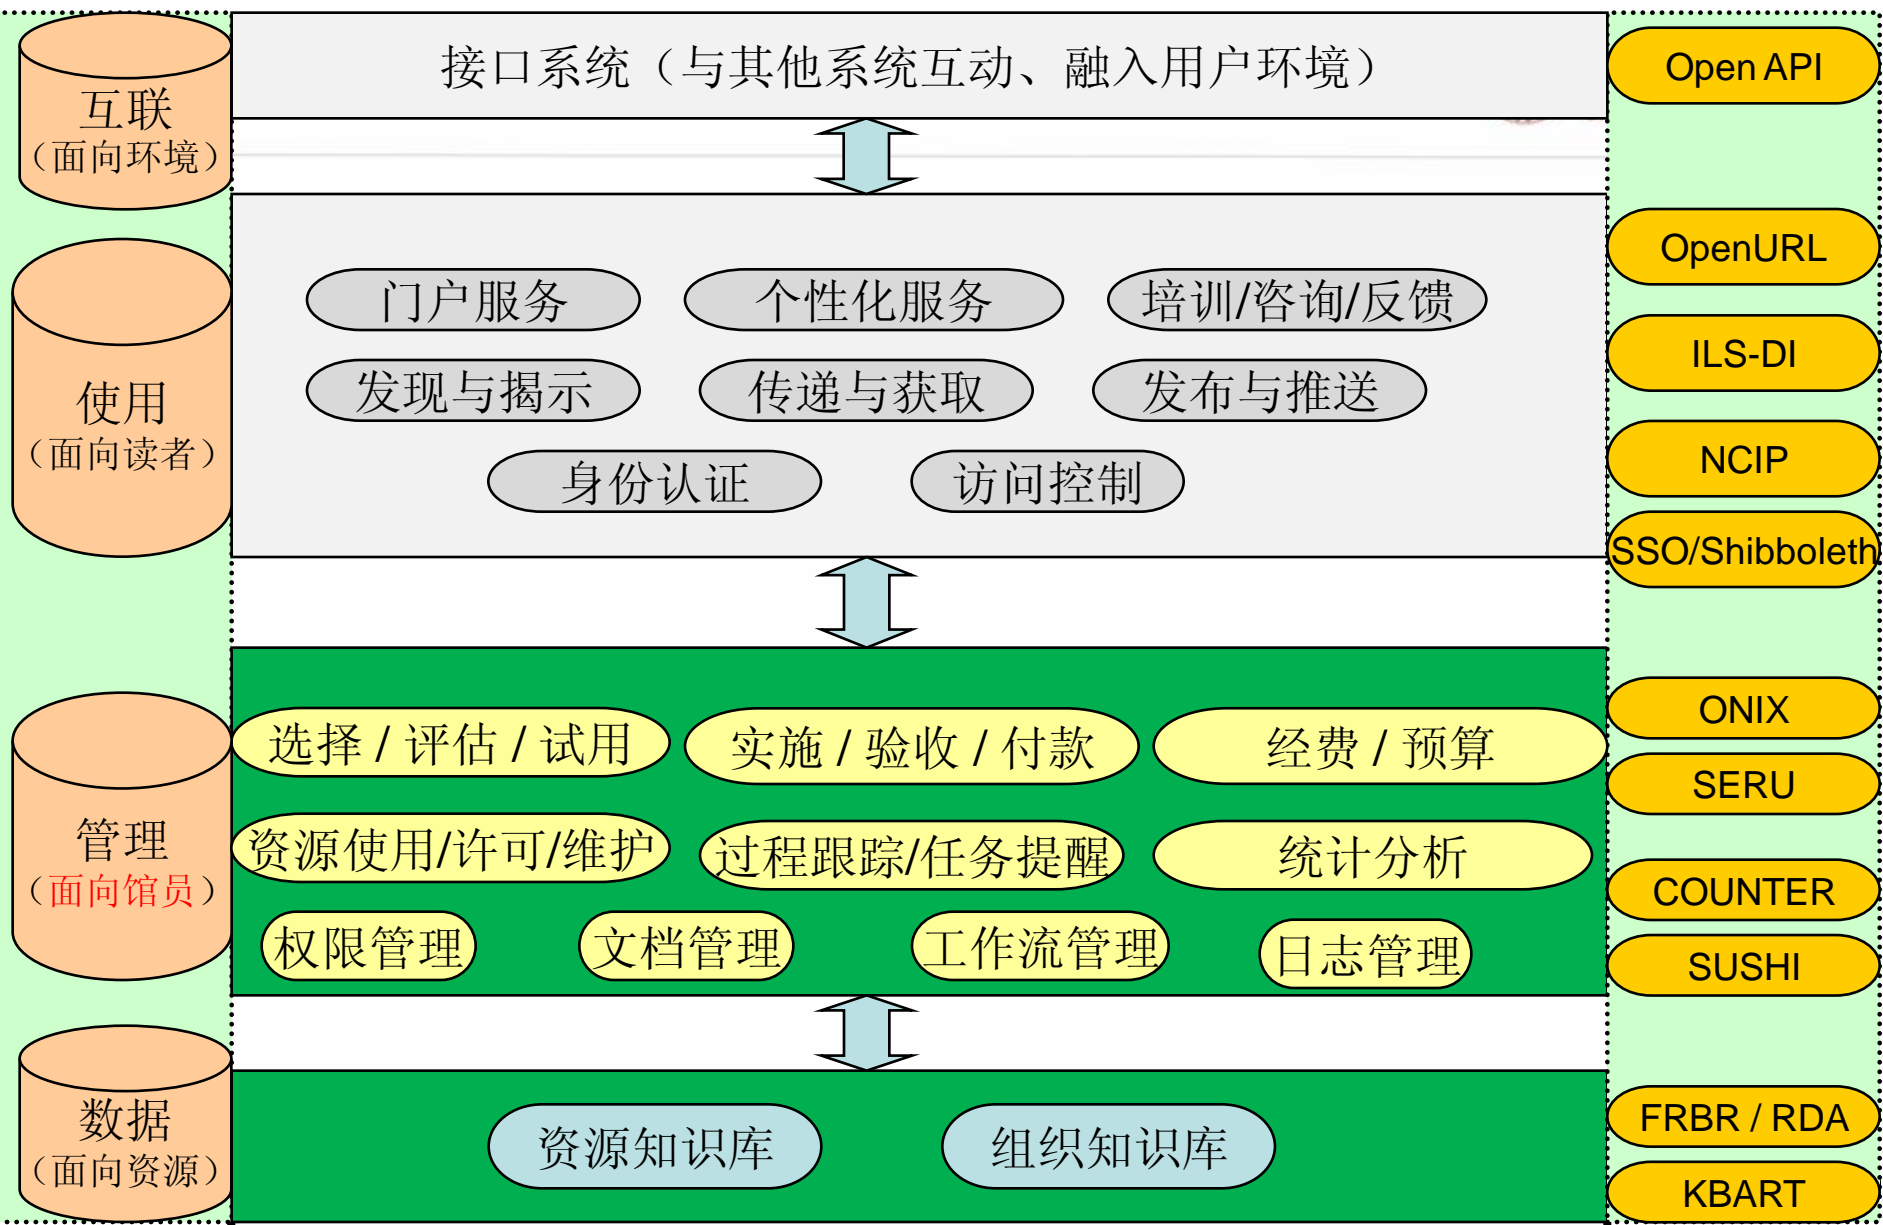 互联
（面向环境）
接口系统（与其他系统互动、融入用户环境）
Open API
使用
（面向读者）
门户服务
个性化服务
培训/咨询/反馈
发现与揭示
传递与获取
发布与推送
身份认证
访问控制
OpenURL
ILS-DI
NCIP
SSO/Shibboleth
管理
（面向馆员）
选择 / 评估 / 试用
实施 / 验收 / 付款
经费 / 预算
资源使用/许可/维护
过程跟踪/任务提醒
统计分析
权限管理
文档管理
工作流管理
日志管理
ONIX
SERU
COUNTER
SUSHI
数据
（面向资源）
资源知识库
组织知识库
FRBR / RDA
KBART